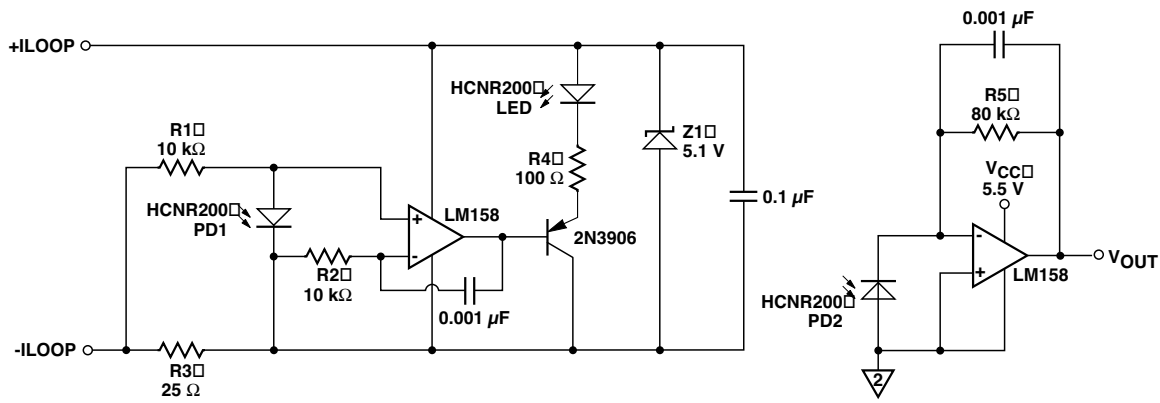 +ILOOP
-ILOOP
R1
10 kΩ
HCNR200
PD1
R2
10 kΩ
R3
25 Ω
+
-
LM158
0.001 µF
2N3906
HCNR200
LED
R4
100 Ω
Z1
5.1 V
0.1 µF
0.001 µF
R5
80 kΩ
VCC
5.5 V
-
+
LM158
VOUT
HCNR200
PD2
2